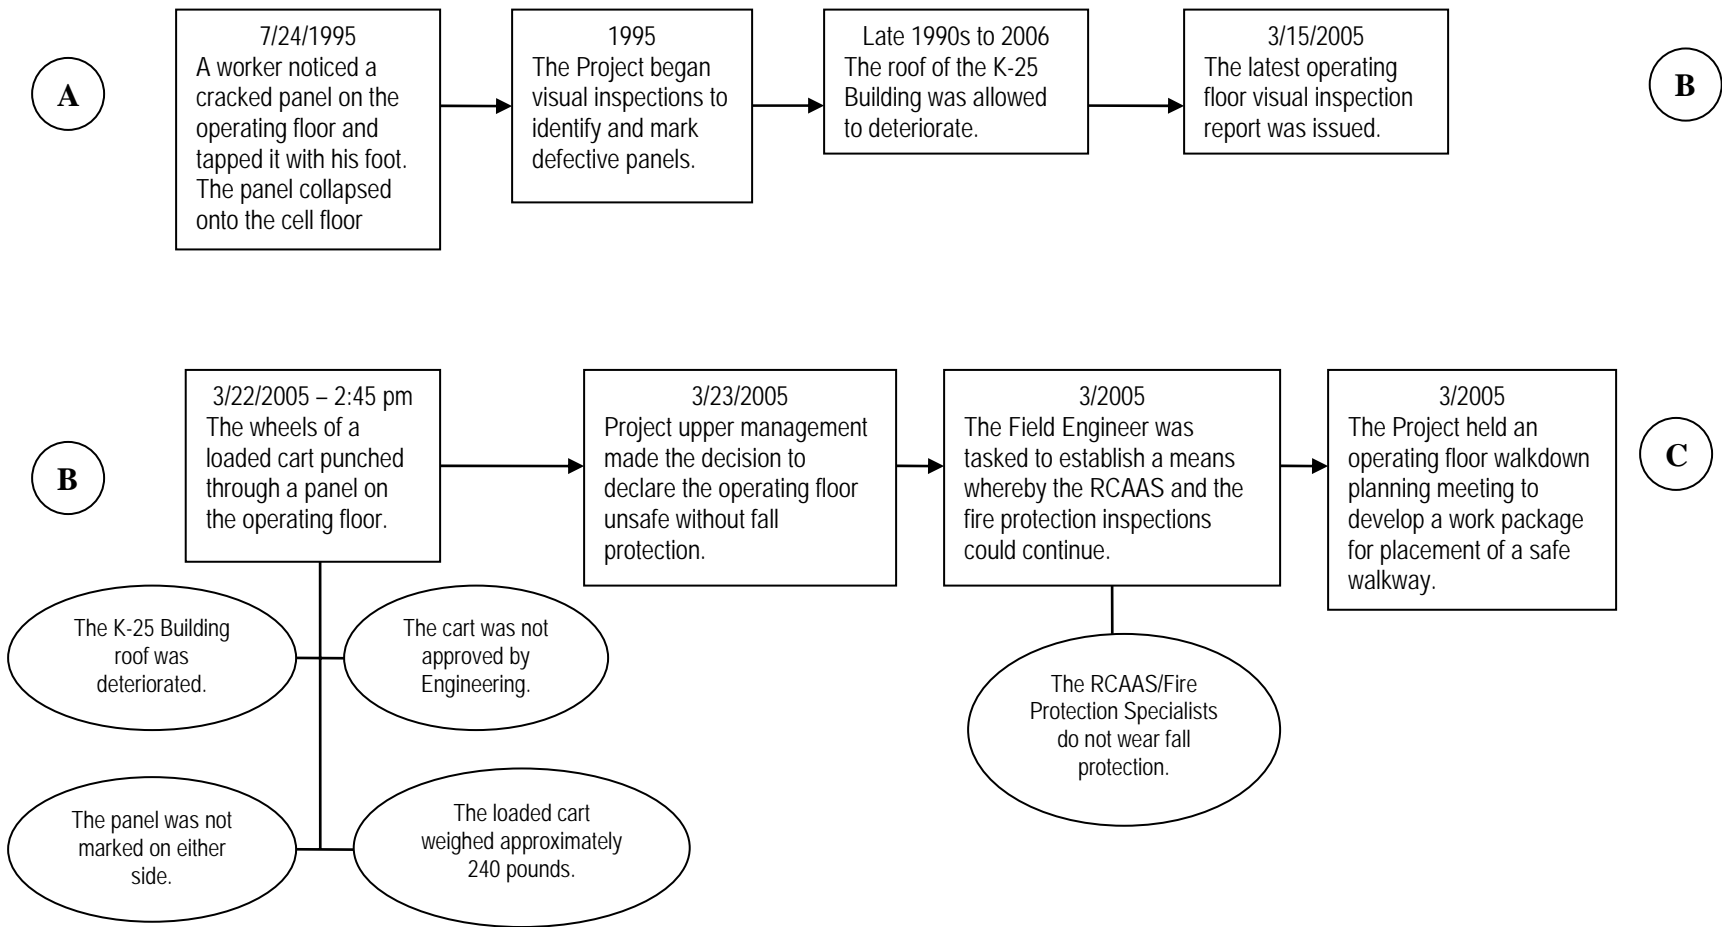 A
7/24/1995
A worker noticed a
cracked panel on the
operating floor and
tapped it with his foot.
The panel collapsed
onto the cell floor
1995
The Project began
visual inspections to
identify and mark
defective panels.
Late 1990s to 2006
The roof of the K-25
Building was allowed
to deteriorate.
3/15/2005
The latest operating
floor visual inspection
report was issued.
B
B
3/22/2005 – 2:45 pm
The wheels of a
loaded cart punched
through a panel on
the operating floor.
3/23/2005
Project upper management
made the decision to
declare the operating floor
unsafe without fall
protection.
3/2005
The Field Engineer was
tasked to establish a means
whereby the RCAAS and the
fire protection inspections
could continue.
3/2005
The Project held an
operating floor walkdown
planning meeting to
develop a work package
for placement of a safe
walkway.
C
The K-25 Building
roof was
deteriorated.
The cart was not
approved by
Engineering.
The RCAAS/Fire
Protection Specialists
do not wear fall
protection.
The panel was not
marked on either
side.
The loaded cart
weighed approximately
240 pounds.